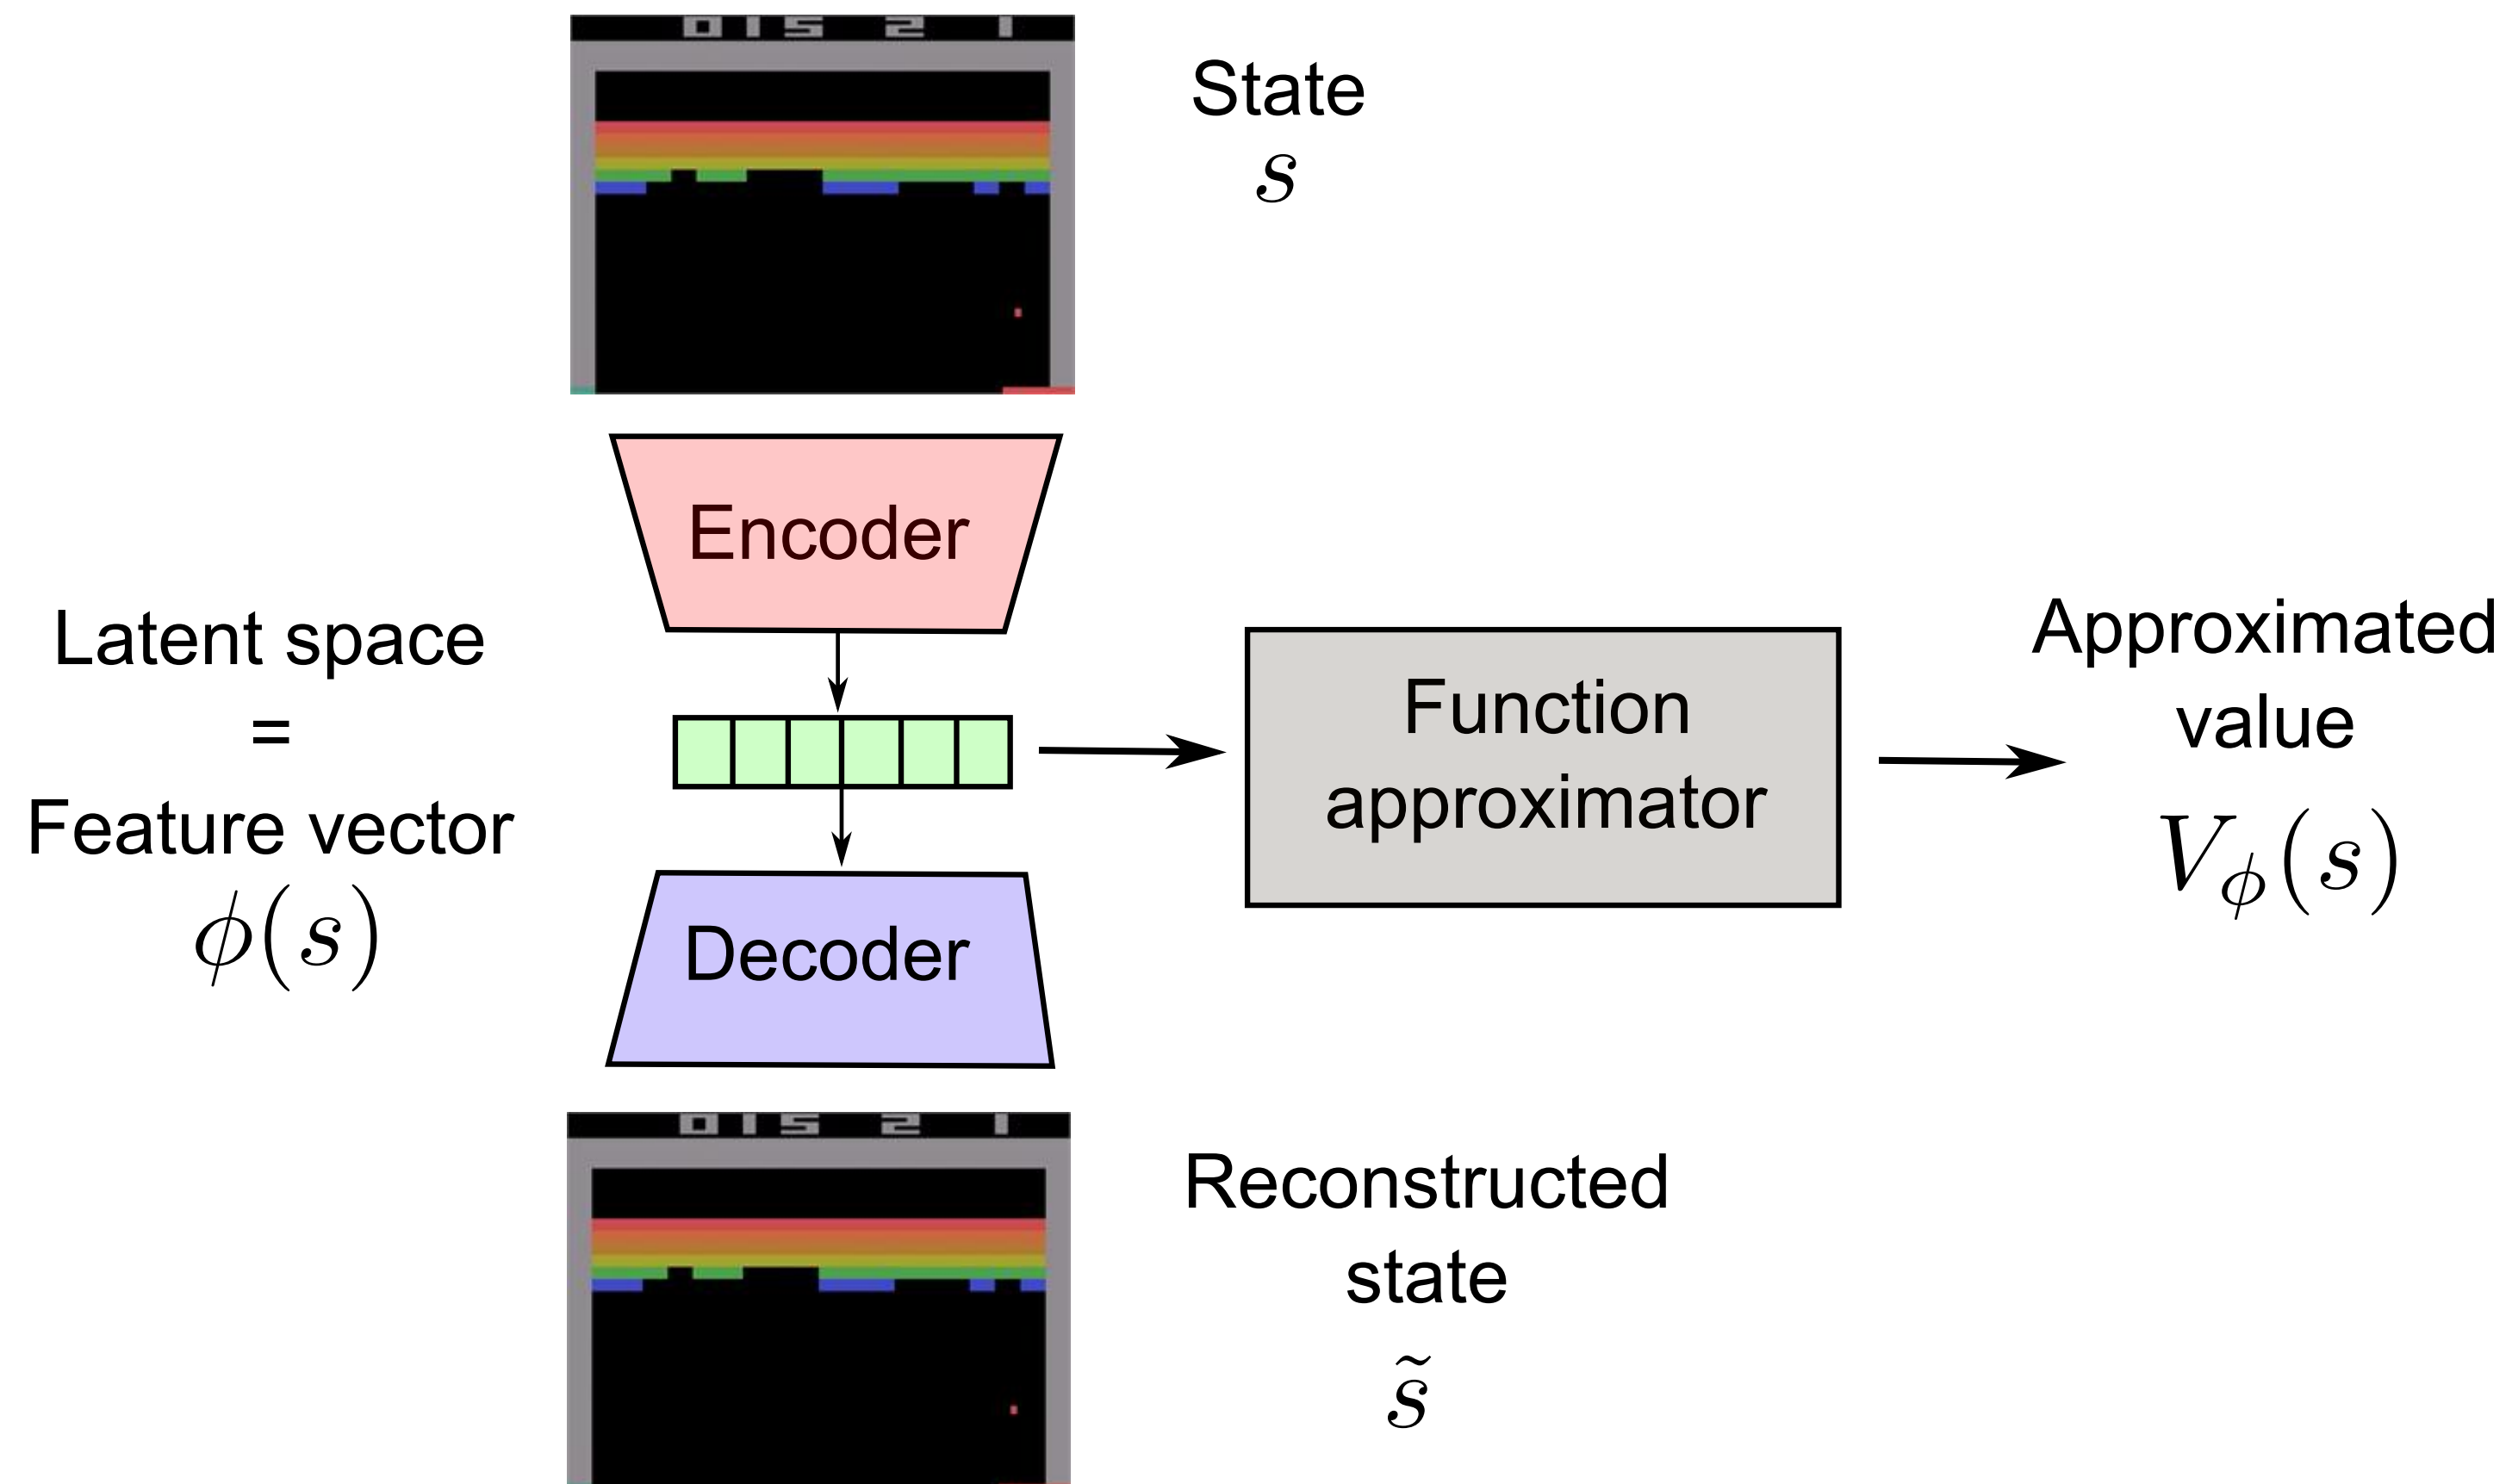 015 2 1
State
s
Encoder
Latent space
=
Feature vector
ϕ(s)
Function
approximator
Approximated
value
V_ϕ(s)
Decoder
015 2 1
Reconstructed
state
s̃